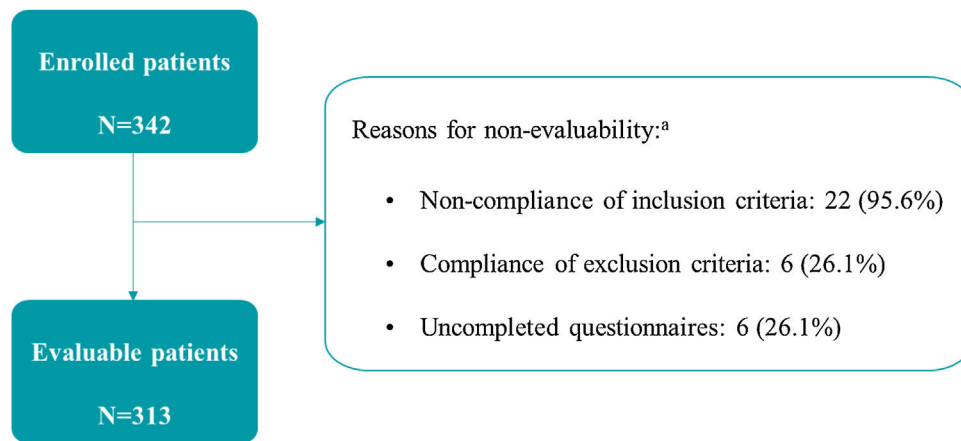 Enrolled patients
N=342
Reasons for non-evaluability:ᵃ
• Non-compliance of inclusion criteria: 22 (95.6%)
• Compliance of exclusion criteria: 6 (26.1%)
• Uncompleted questionnaires: 6 (26.1%)
Evaluable patients
N=313